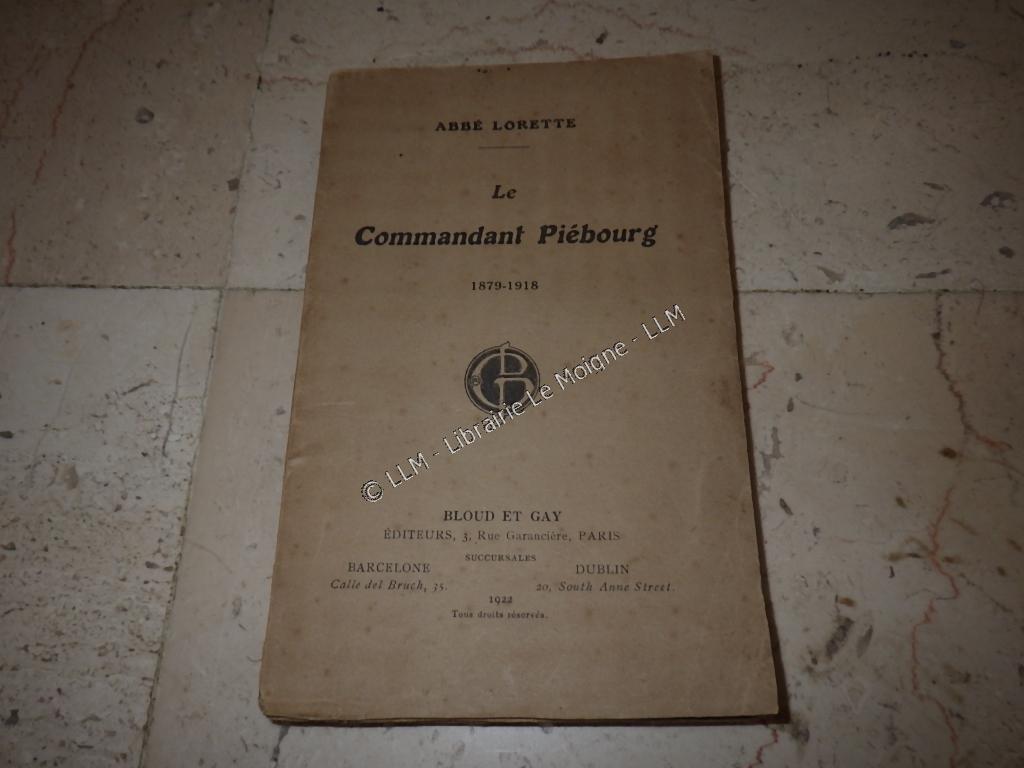 ABBÉ LORETTE
Le
Commandant Piébourg
1879-1918
© LLM - Librairie Le Moigne - LLM
BLOUD ET GAY
ÉDITEURS, 3, Rue Garancière, PARIS
SUCCURSALES
BARCELONE DUBLIN
Calle del Bruch, 35. 20, South Anne Street.
1922
Tous droits réservés.